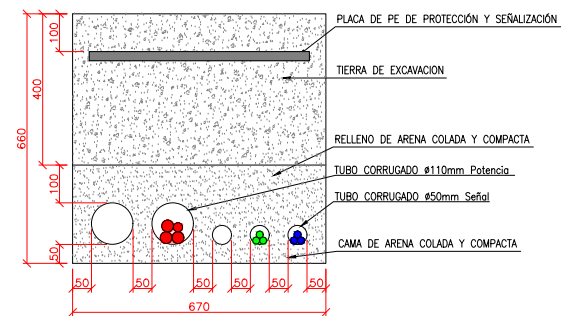 PLACA DE PE DE PROTECCIÓN Y SEÑALIZACIÓN
100
TIERRA DE EXCAVACION
400
660
RELLENO DE ARENA COLADA Y COMPACTA
TUBO CORRUGADO Ø110mm Potencia
100
TUBO CORRUGADO Ø50mm Señal
CAMA DE ARENA COLADA Y COMPACTA
50
50 50 50 50 50 50
670